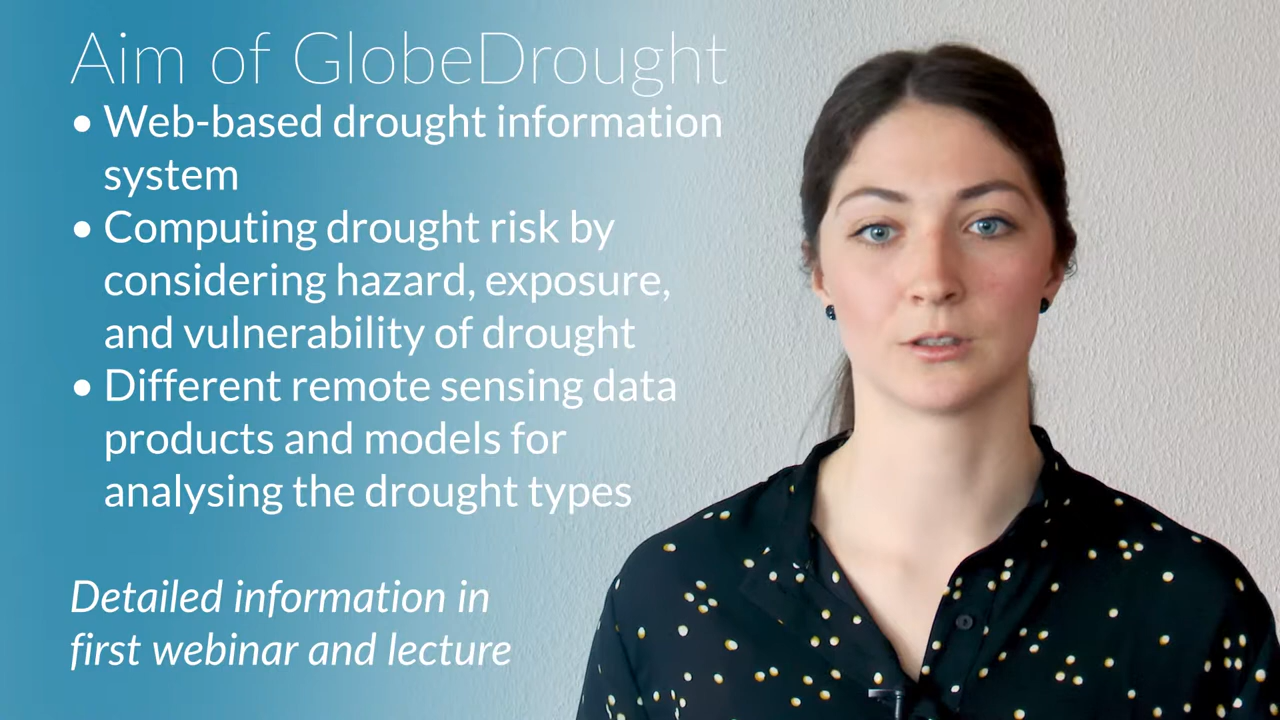 Aim of GlobeDrought
• Web-based drought information
system
• Computing drought risk by
considering hazard, exposure,
and vulnerability of drought
• Different remote sensing data
products and models for
analysing the drought types
Detailed information in
first webinar and lecture